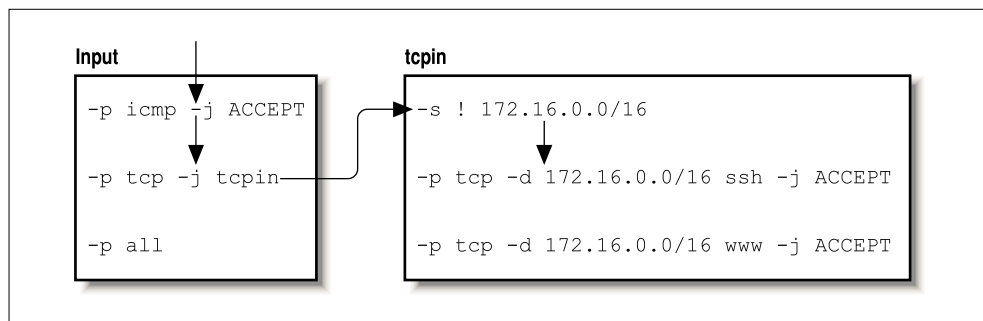 Input
-p icmp -j ACCEPT
-p tcp -j tcpin
-p all
tcpin
-s ! 172.16.0.0/16
-p tcp -d 172.16.0.0/16 ssh -j ACCEPT
-p tcp -d 172.16.0.0/16 www -j ACCEPT